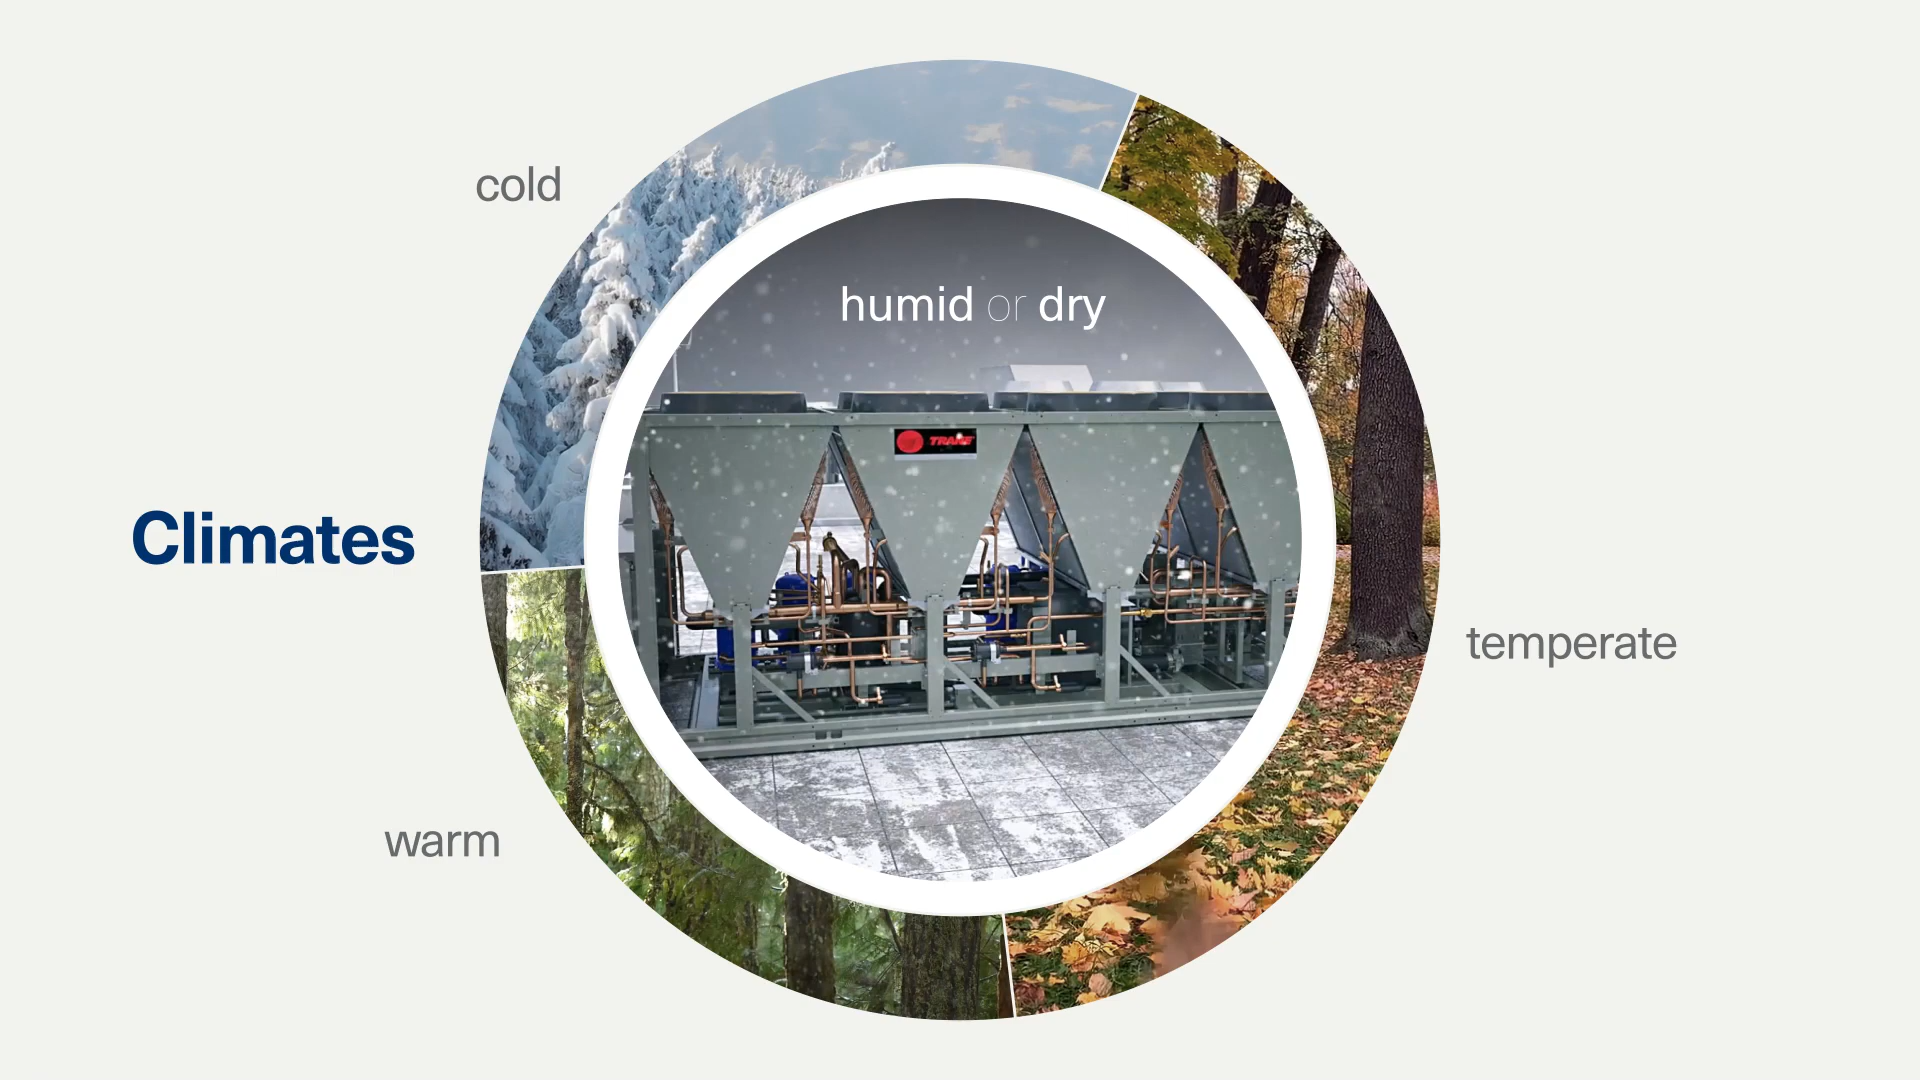 cold
humid or dry
TRANE
Climates
temperate
warm